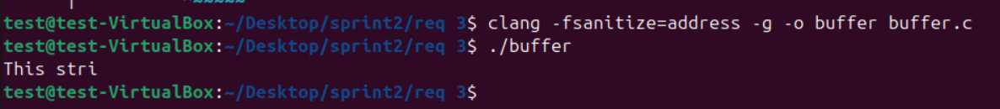 test@test-VirtualBox:~/Desktop/sprint2/req 3$ clang -fsanitize=address -g -o buffer buffer.c
test@test-VirtualBox:~/Desktop/sprint2/req 3$ ./buffer
This stri
test@test-VirtualBox:~/Desktop/sprint2/req 3$